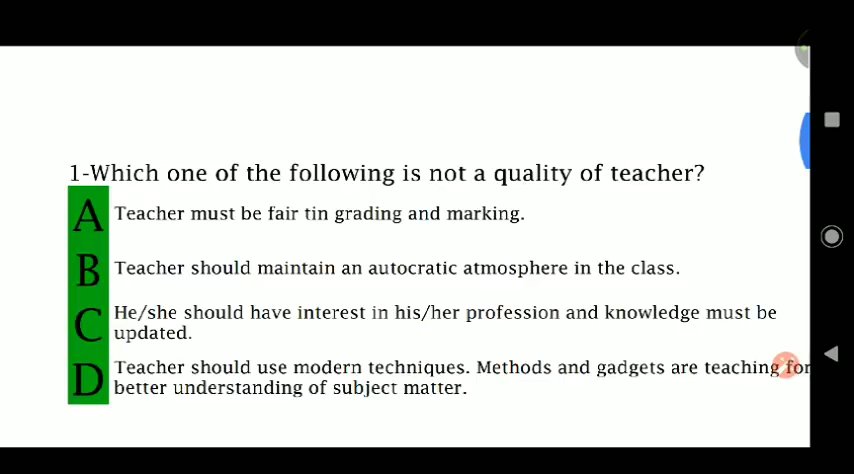 1-Which one of the following is not a quality of teacher?
A Teacher must be fair tin grading and marking.
B Teacher should maintain an autocratic atmosphere in the class.
C He/she should have interest in his/her profession and knowledge must be
updated.
D Teacher should use modern techniques. Methods and gadgets are teaching for
better understanding of subject matter.